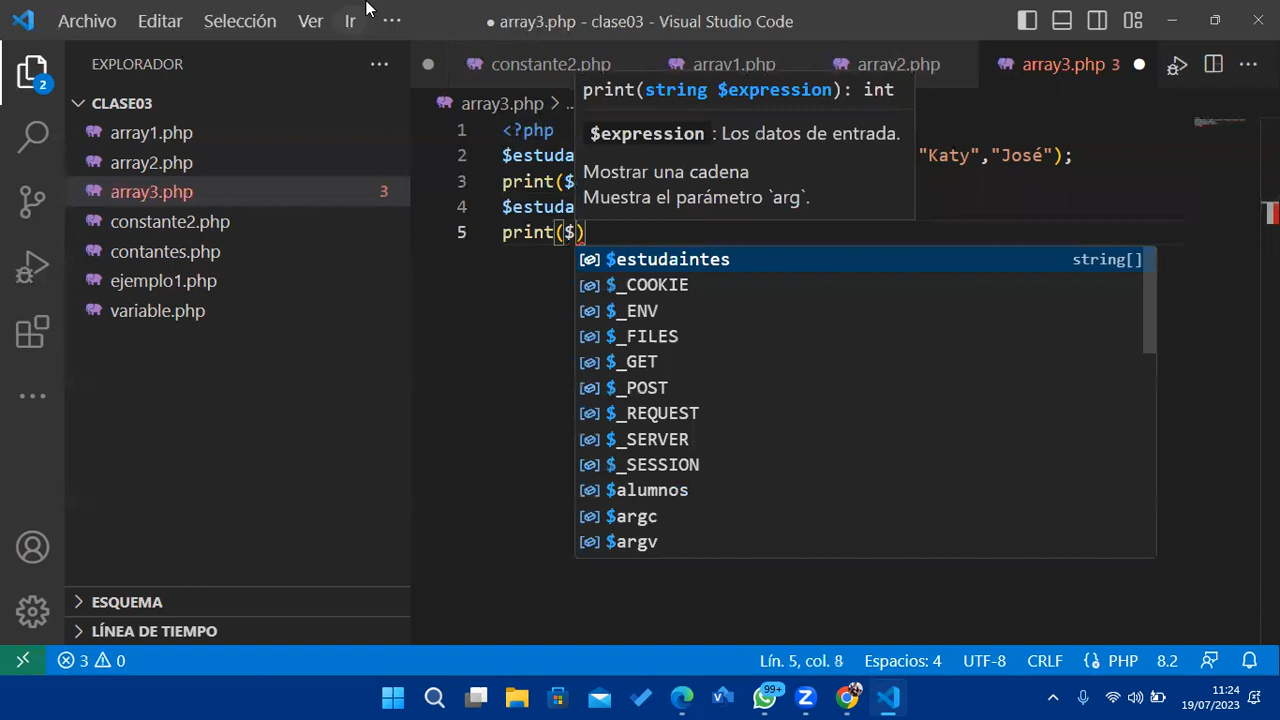 Archivo Editar Selección Ver Ir ··· ● array3.php - clase03 - Visual Studio Code
EXPLORADOR ···
2
CLASE03
array1.php
array2.php
array3.php 3
constante2.php
contantes.php
ejemplo1.php
variable.php
ESQUEMA
LÍNEA DE TIEMPO
constante2.php array1.php array2.php array3.php 3 ● ···
array3.php > ...
1 <?php
2 $estuda "Katy","José");
3 print($
4 $estuda
5 print($)
print(string $expression): int
$expression : Los datos de entrada.
Mostrar una cadena
Muestra el parámetro `arg`.
$estudaintes string[]
$_COOKIE
$_ENV
$_FILES
$_GET
$_POST
$_REQUEST
$_SERVER
$_SESSION
$alumnos
$argc
$argv
3 0 Lín. 5, col. 8 Espacios: 4 UTF-8 CRLF {} PHP 8.2
99+
11:24
19/07/2023